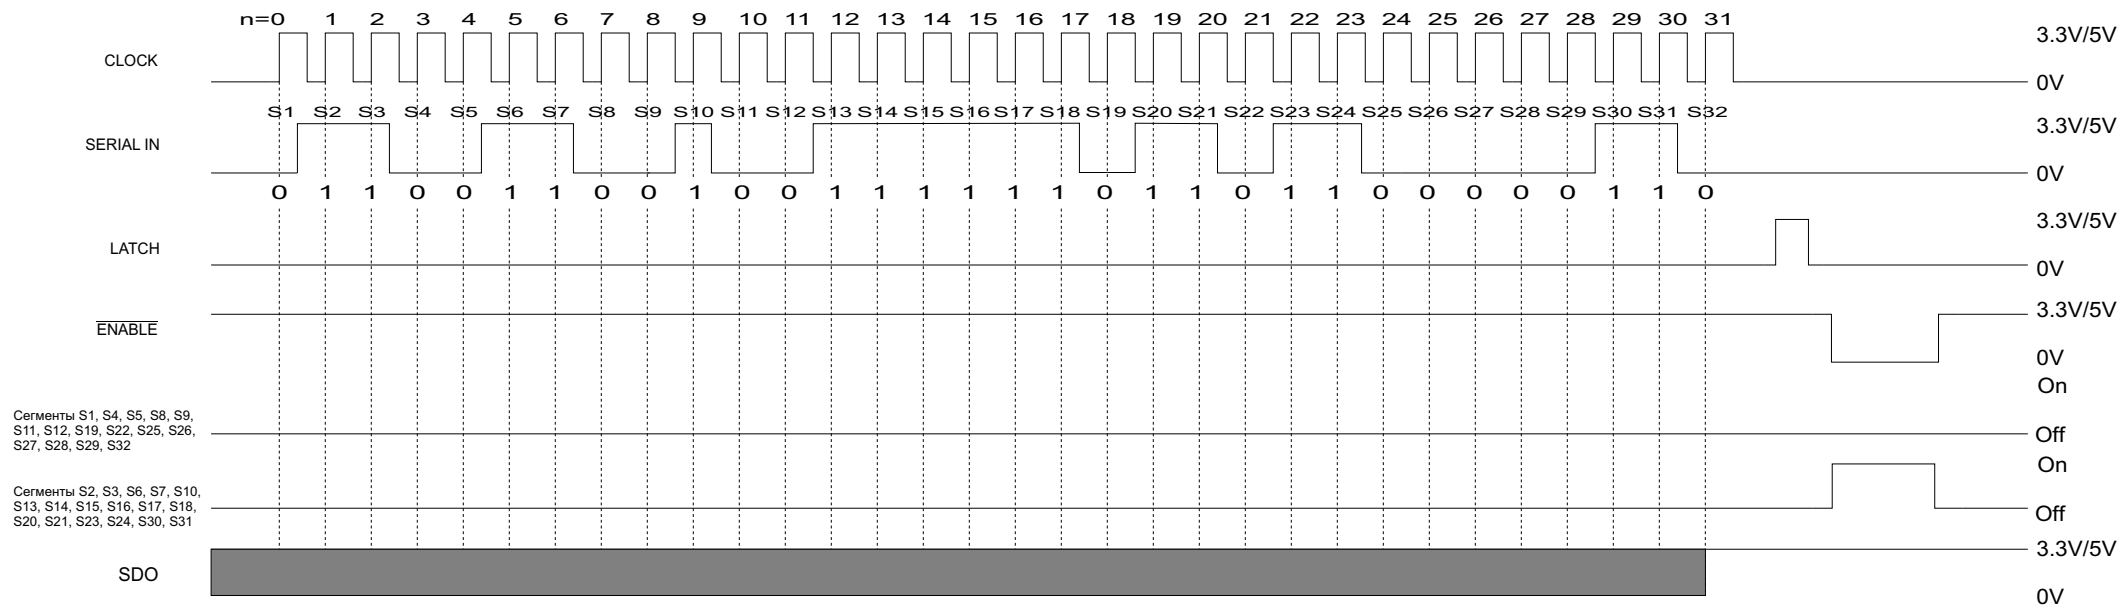 n=0 1 2 3 4 5 6 7 8 9 10 11 12 13 14 15 16 17 18 19 20 21 22 23 24 25 26 27 28 29 30 31
3.3V/5V
CLOCK
0V
S1 S2 S3 S4 S5 S6 S7 S8 S9 S10 S11 S12 S13 S14 S15 S16 S17 S18 S19 S20 S21 S22 S23 S24 S25 S26 S27 S28 S29 S30 S31 S32
3.3V/5V
SERIAL IN
0V
0 1 1 0 0 1 1 0 0 1 0 0 1 1 1 1 1 1 0 1 1 0 1 1 0 0 0 0 0 1 1 0
3.3V/5V
LATCH
0V
3.3V/5V
ENABLE
0V
On
Сегменты S1, S4, S5, S8, S9,
S11, S12, S19, S22, S25, S26,
S27, S28, S29, S32
Off
On
Сегменты S2, S3, S6, S7, S10,
S13, S14, S15, S16, S17, S18,
S20, S21, S23, S24, S30, S31
Off
3.3V/5V
SDO
0V